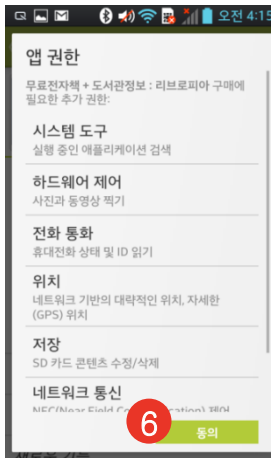 오전 4:15
앱 권한
무료전자책 + 도서관정보 : 리브로피아 구매에
필요한 추가 권한:
시스템 도구
실행 중인 애플리케이션 검색
하드웨어 제어
사진과 동영상 찍기
전화 통화
휴대전화 상태 및 ID 읽기
위치
네트워크 기반의 대략적인 위치, 자세한
(GPS) 위치
저장
SD 카드 콘텐츠 수정/삭제
네트워크 통신
NFC(Near Field 제어
6
동의